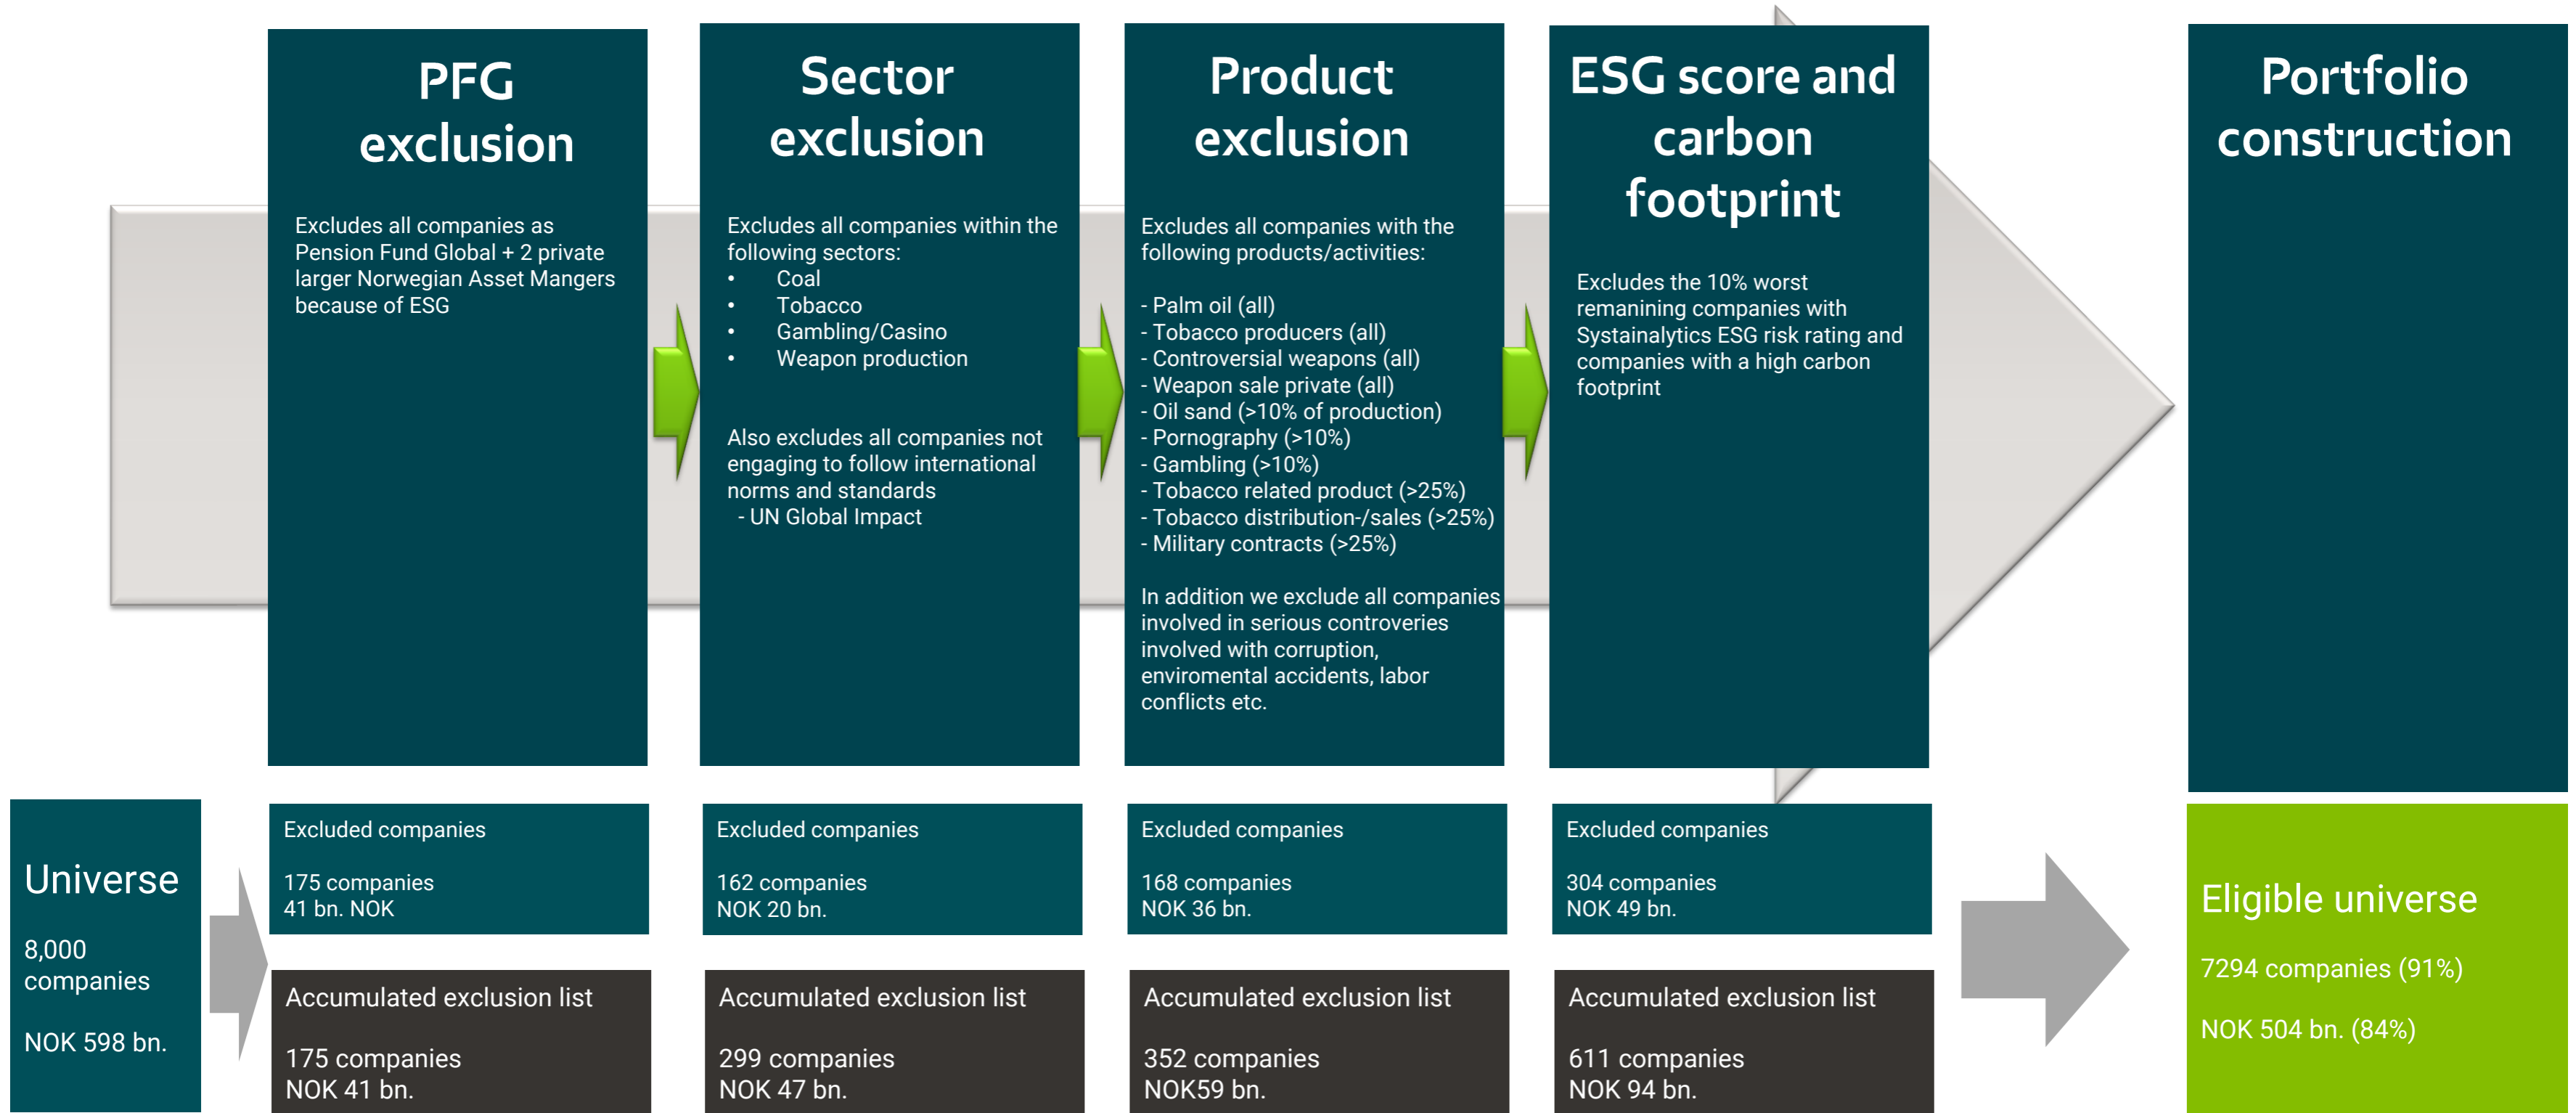 PFG
exclusion
Excludes all companies as
Pension Fund Global + 2 private
larger Norwegian Asset Mangers
because of ESG
Sector
exclusion
Excludes all companies within the
following sectors:
• Coal
• Tobacco
• Gambling/Casino
• Weapon production
Also excludes all companies not
engaging to follow international
norms and standards
- UN Global Impact
Product
exclusion
Excludes all companies with the
following products/activities:
- Palm oil (all)
- Tobacco producers (all)
- Controversial weapons (all)
- Weapon sale private (all)
- Oil sand (>10% of production)
- Pornography (>10%)
- Gambling (>10%)
- Tobacco related product (>25%)
- Tobacco distribution-/sales (>25%)
- Military contracts (>25%)
In addition we exclude all companies
involved in serious controveries
involved with corruption,
enviromental accidents, labor
conflicts etc.
ESG score and
carbon
footprint
Excludes the 10% worst
remanining companies with
Systainalytics ESG risk rating and
companies with a high carbon
footprint
Portfolio
construction
Universe
8,000
companies
NOK 598 bn.
Excluded companies
175 companies
41 bn. NOK
Accumulated exclusion list
175 companies
NOK 41 bn.
Excluded companies
162 companies
NOK 20 bn.
Accumulated exclusion list
299 companies
NOK 47 bn.
Excluded companies
168 companies
NOK 36 bn.
Accumulated exclusion list
352 companies
NOK59 bn.
Excluded companies
304 companies
NOK 49 bn.
Accumulated exclusion list
611 companies
NOK 94 bn.
Eligible universe
7294 companies (91%)
NOK 504 bn. (84%)